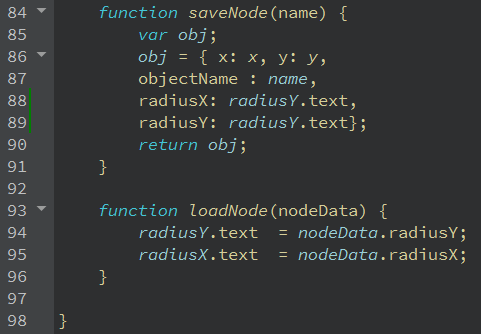 84 function saveNode(name) {
85 var obj;
86 obj = { x: x, y: y,
87 objectName : name,
88 radiusX: radiusY.text,
89 radiusY: radiusY.text};
90 return obj;
91 }
92
93 function loadNode(nodeData) {
94 radiusY.text  = nodeData.radiusY;
95 radiusX.text  = nodeData.radiusX;
96 }
97
98 }